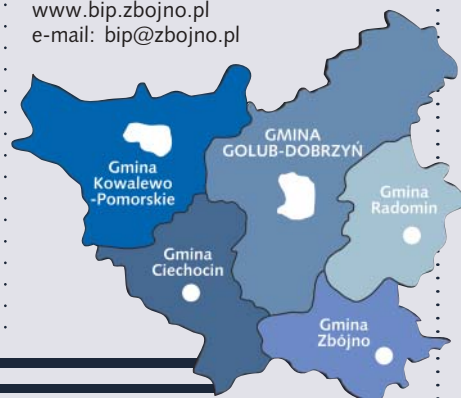 www.bip.zbojno.pl
e-mail: bip@zbojno.pl
GMINA
GOLUB-DOBRZYŃ
Gmina
Kowalewo
-Pomorskie
Gmina
Radomin
Gmina
Ciechocin
Gmina
Zbójno